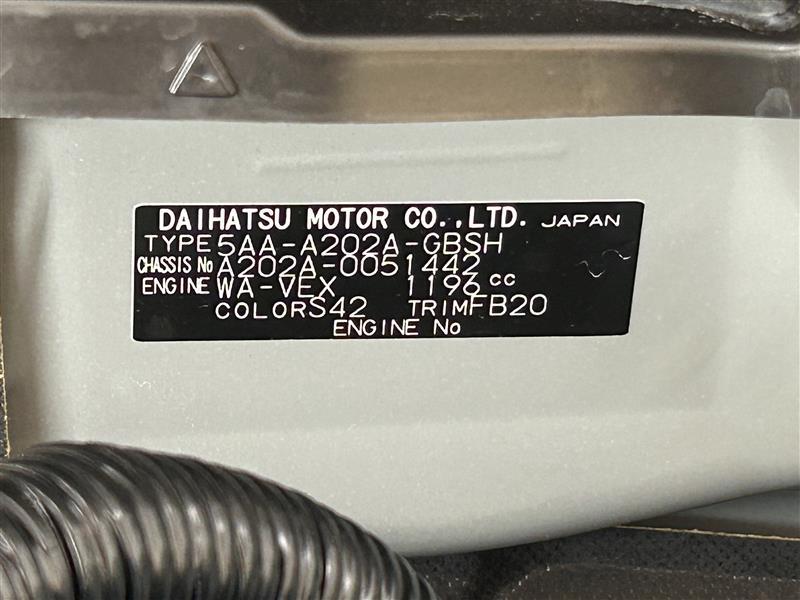 DAIHATSU MOTOR CO.,LTD. JAPAN
TYPE 5AA-A202A-GBSH
CHASSIS No A202A-0051442
ENGINE WA-VEX 1196 cc
COLOR S42 TRIM FB20
ENGINE No